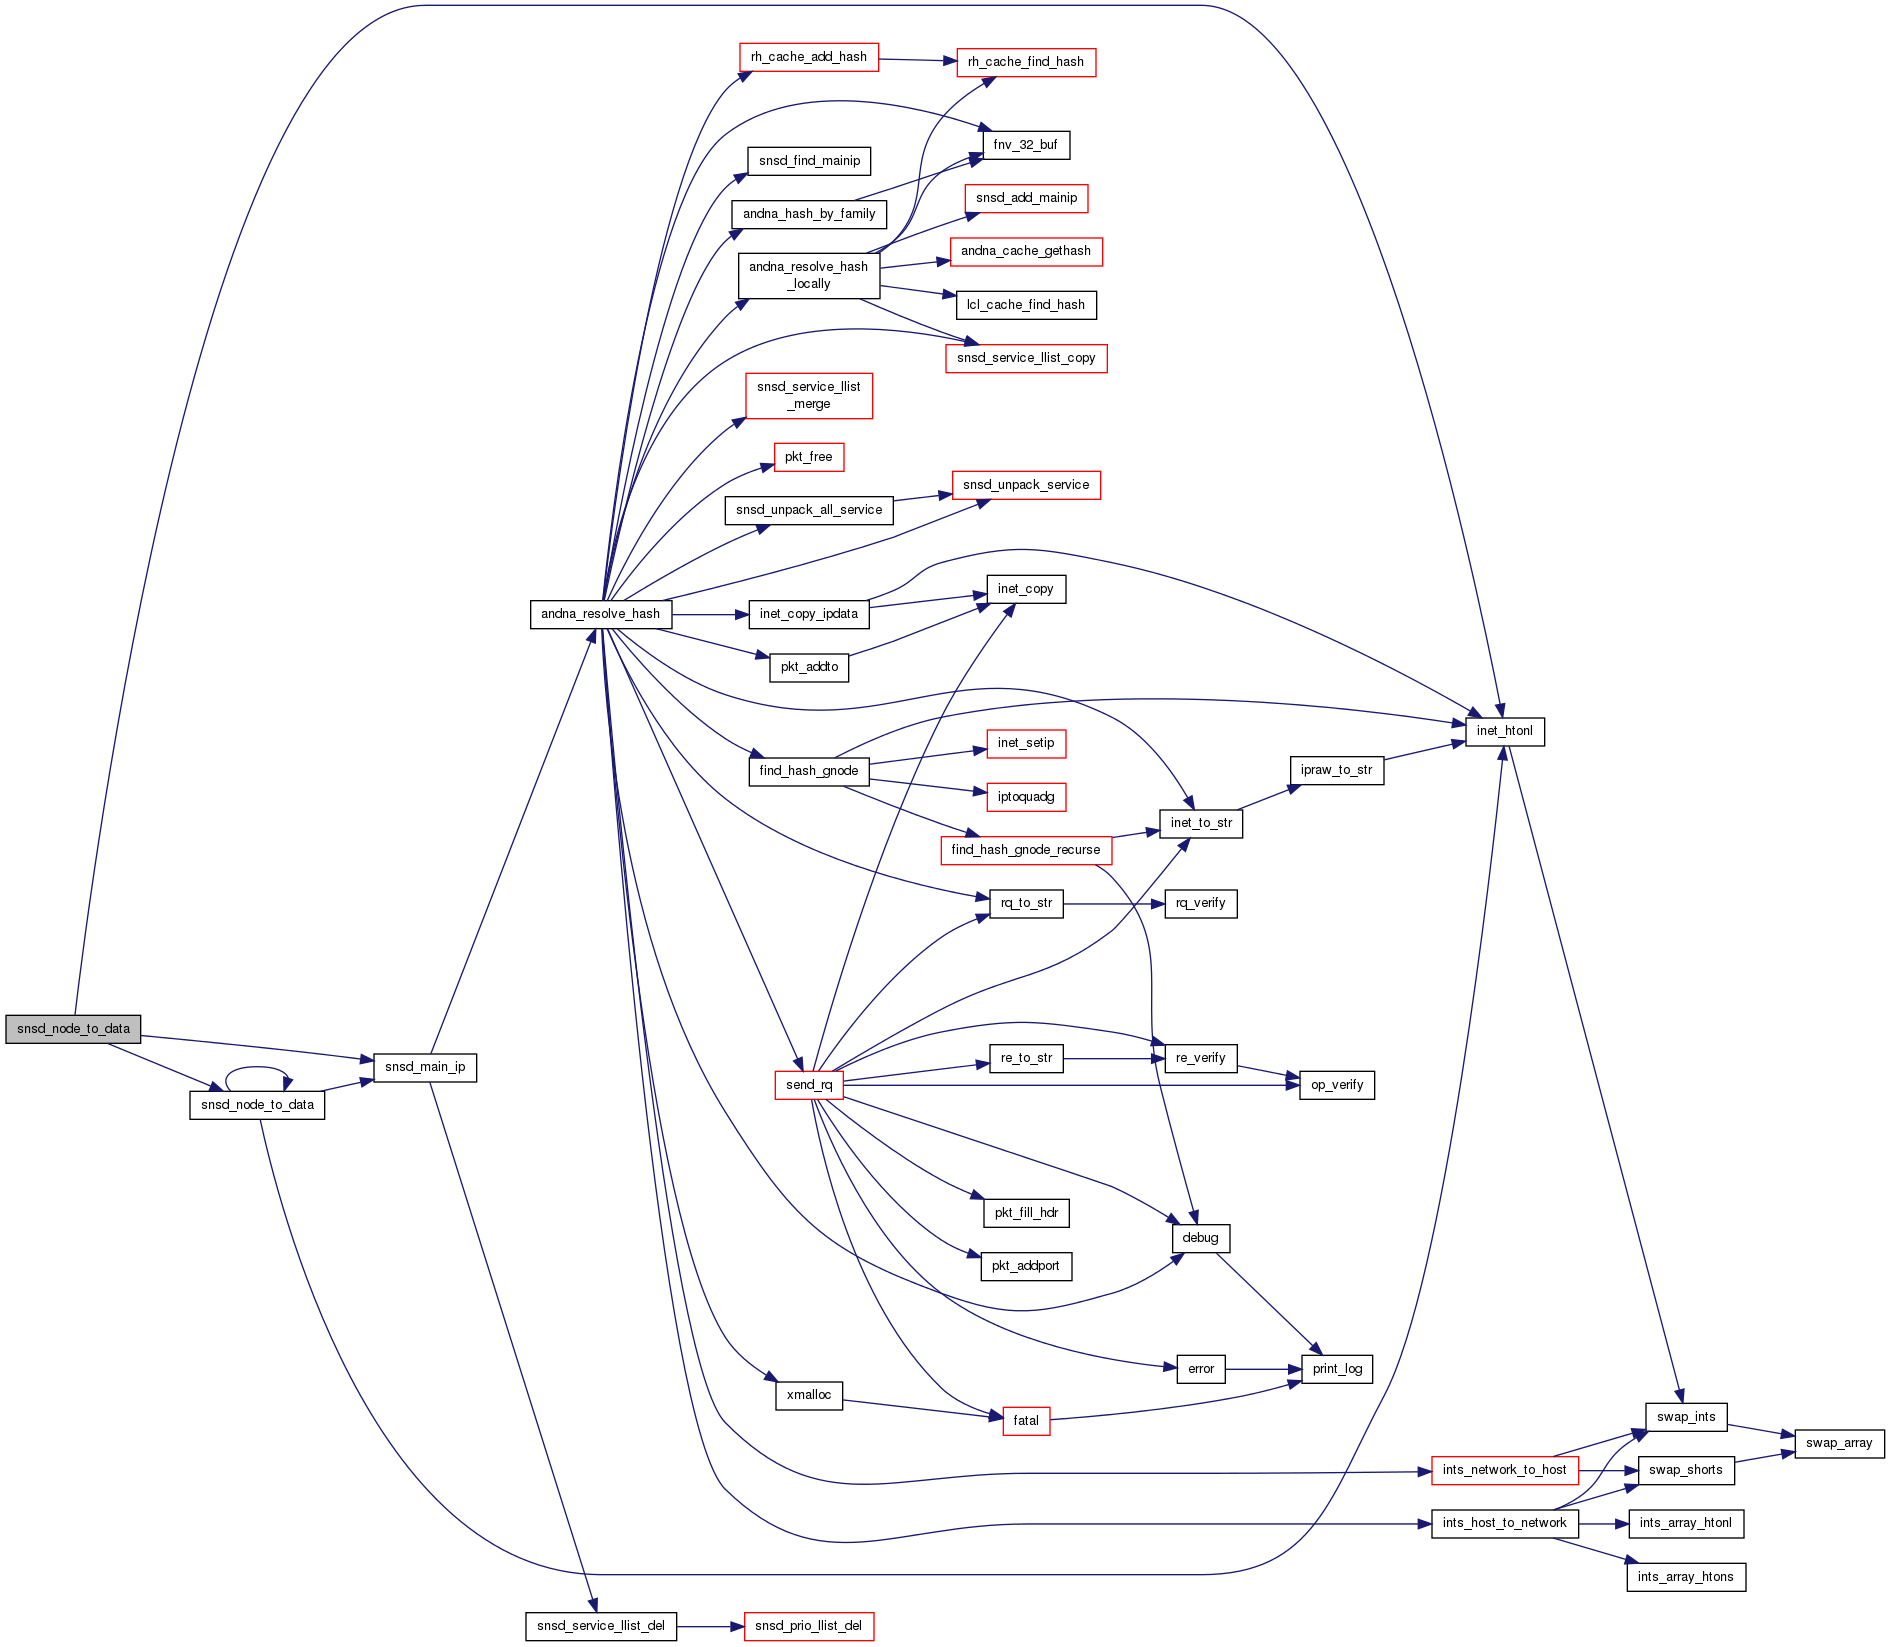 rh_cache_add_hash
rh_cache_find_hash
fnv_32_buf
snsd_find_mainip
snsd_add_mainip
andna_hash_by_family
andna_cache_gethash
andna_resolve_hash
_locally
lcl_cache_find_hash
snsd_service_llist_copy
snsd_service_llist
_merge
pkt_free
snsd_unpack_service
snsd_unpack_all_service
inet_copy
andna_resolve_hash
inet_copy_ipdata
pkt_addto
inet_htonl
inet_setip
find_hash_gnode
ipraw_to_str
iptoquadg
inet_to_str
find_hash_gnode_recurse
rq_to_str
rq_verify
snsd_node_to_data
snsd_main_ip
re_to_str
re_verify
send_rq
op_verify
snsd_node_to_data
pkt_fill_hdr
debug
pkt_addport
error
print_log
xmalloc
fatal
swap_ints
swap_array
ints_network_to_host
swap_shorts
ints_host_to_network
ints_array_htonl
ints_array_htons
snsd_service_llist_del
snsd_prio_llist_del